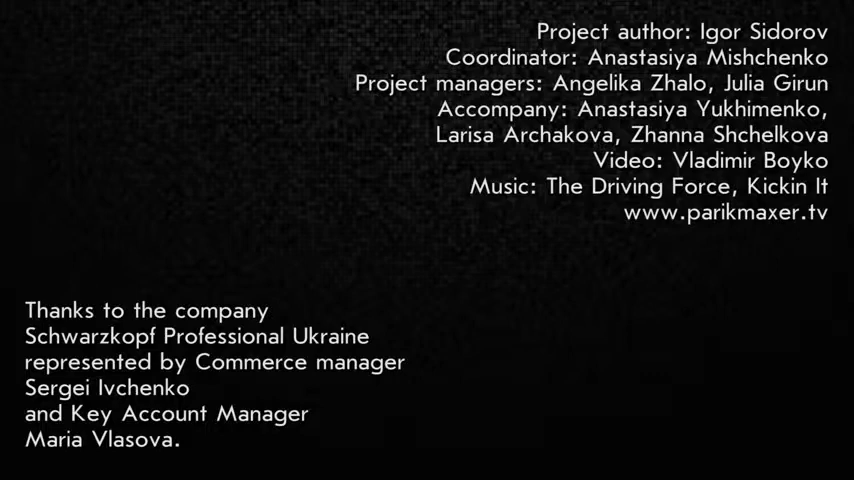 Project author: Igor Sidorov
Coordinator: Anastasiya Mishchenko
Project managers: Angelika Zhalo, Julia Girun
Accompany: Anastasiya Yukhimenko,
Larisa Archakova, Zhanna Shchelkova
Video: Vladimir Boyko
Music: The Driving Force, Kickin It
www.parikmaxer.tv
Thanks to the company
Schwarzkopf Professional Ukraine
represented by Commerce manager
Sergei Ivchenko
and Key Account Manager
Maria Vlasova.